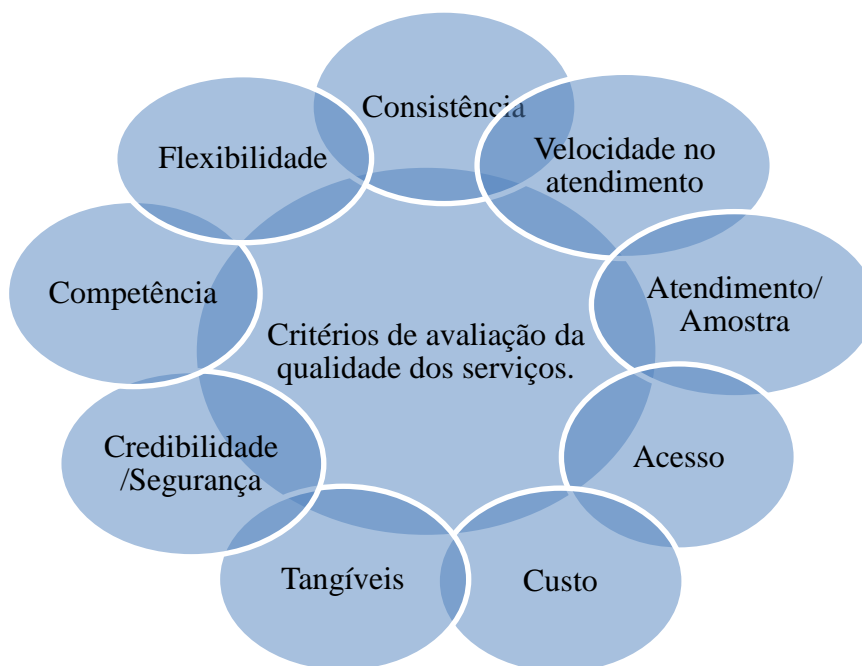 Consistência
Velocidade no
atendimento
Flexibilidade
Atendimento/
Amostra
Competência
Critérios de avaliação da
qualidade dos serviços.
Acesso
Credibilidade
/Segurança
Tangíveis
Custo